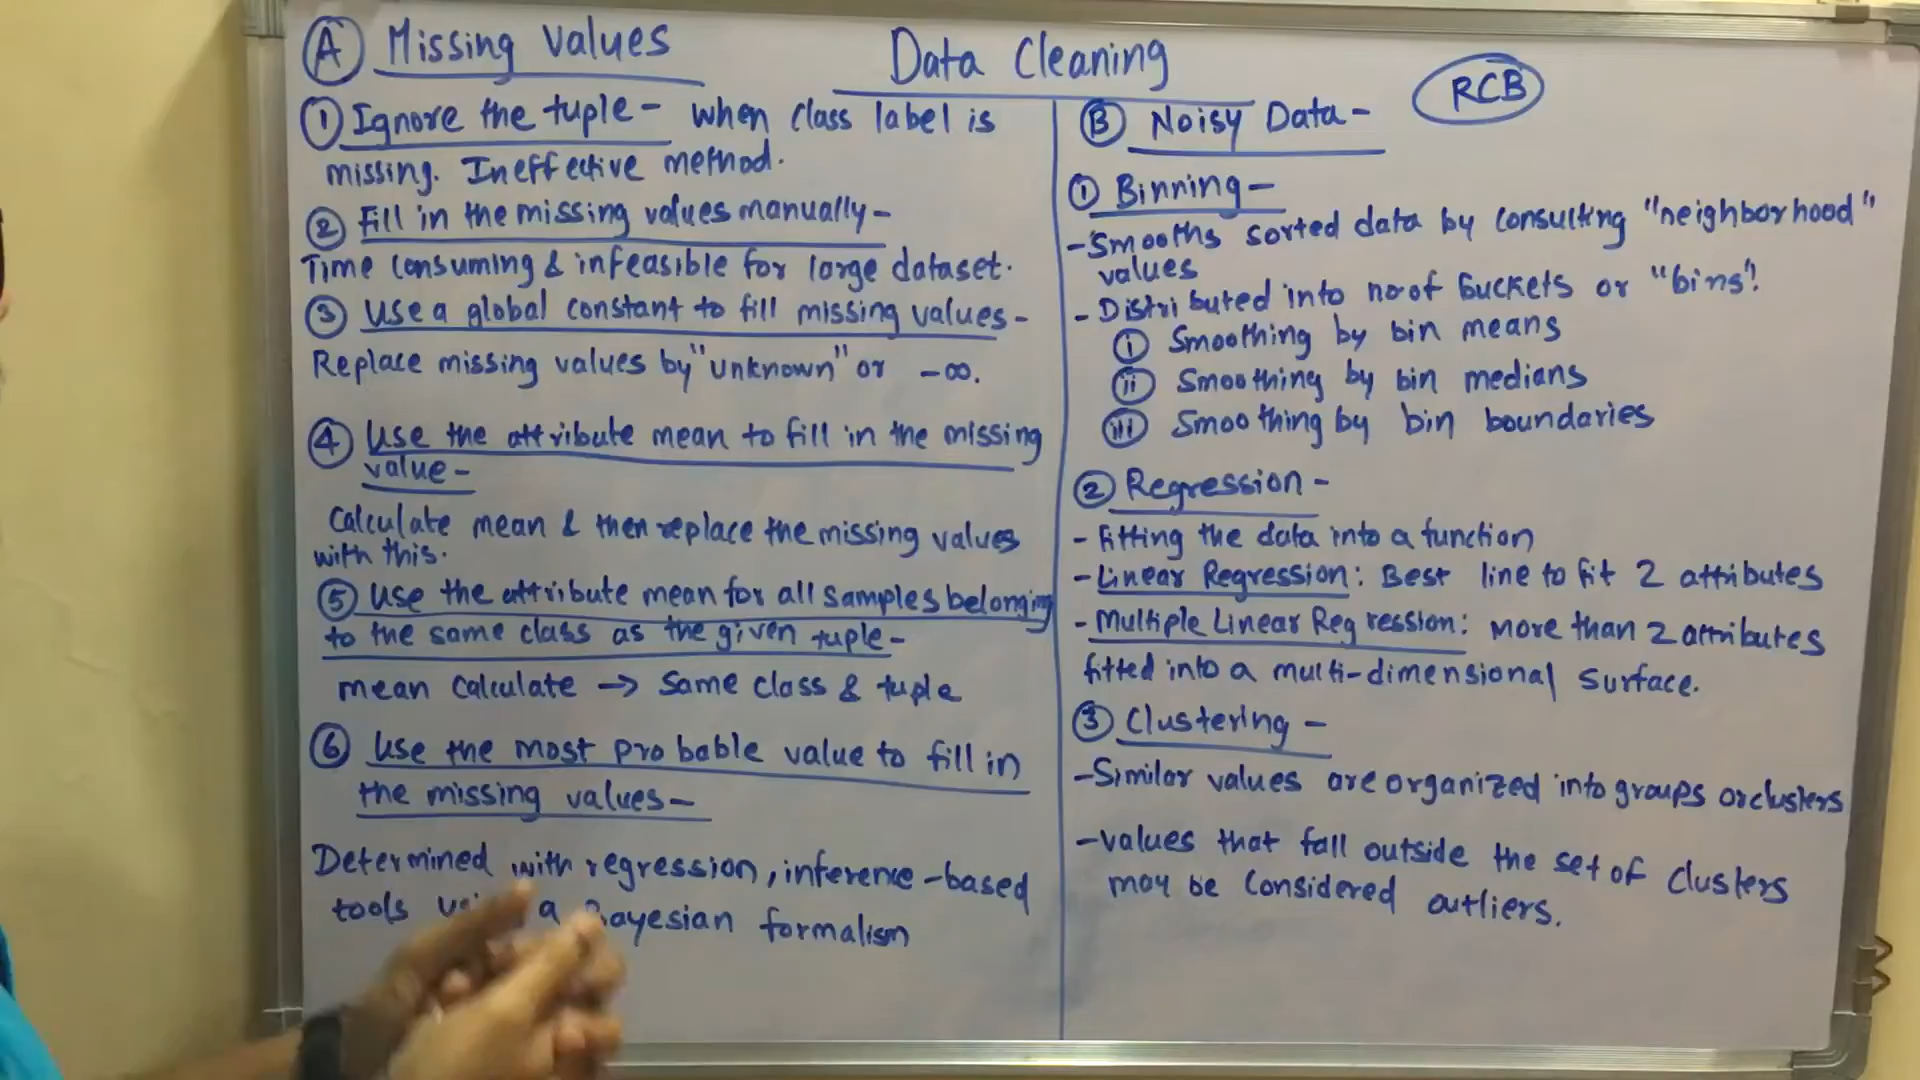 Data Cleaning
RCB
A Missing values
1 Ignore the tuple - when class label is
missing. Ineffective method.
2 Fill in the missing values manually -
Time consuming & infeasible for large dataset.
3 Use a global constant to fill missing values -
Replace missing values by "unknown" or -∞.
4 Use the attribute mean to fill in the missing
value -
Calculate mean & then replace the missing values
with this.
5 Use the attribute mean for all samples belonging
to the same class as the given tuple -
mean calculate → same class & tuple
6 Use the most probable value to fill in
the missing values -
Determined with regression, inference-based
tools a Bayesian formalism
B Noisy Data -
1 Binning -
- Smooths sorted data by consulting "neighborhood"
values
- Distributed into no of buckets or "bins".
i Smoothing by bin means
ii Smoothing by bin medians
iii Smoothing by bin boundaries
2 Regression -
- Fitting the data into a function
- Linear Regression: Best line to fit 2 attributes
- Multiple Linear Regression: more than 2 attributes
fitted into a multi-dimensional surface.
3 Clustering -
- Similar values are organized into groups or clusters
- values that fall outside the set of clusters
may be considered outliers.